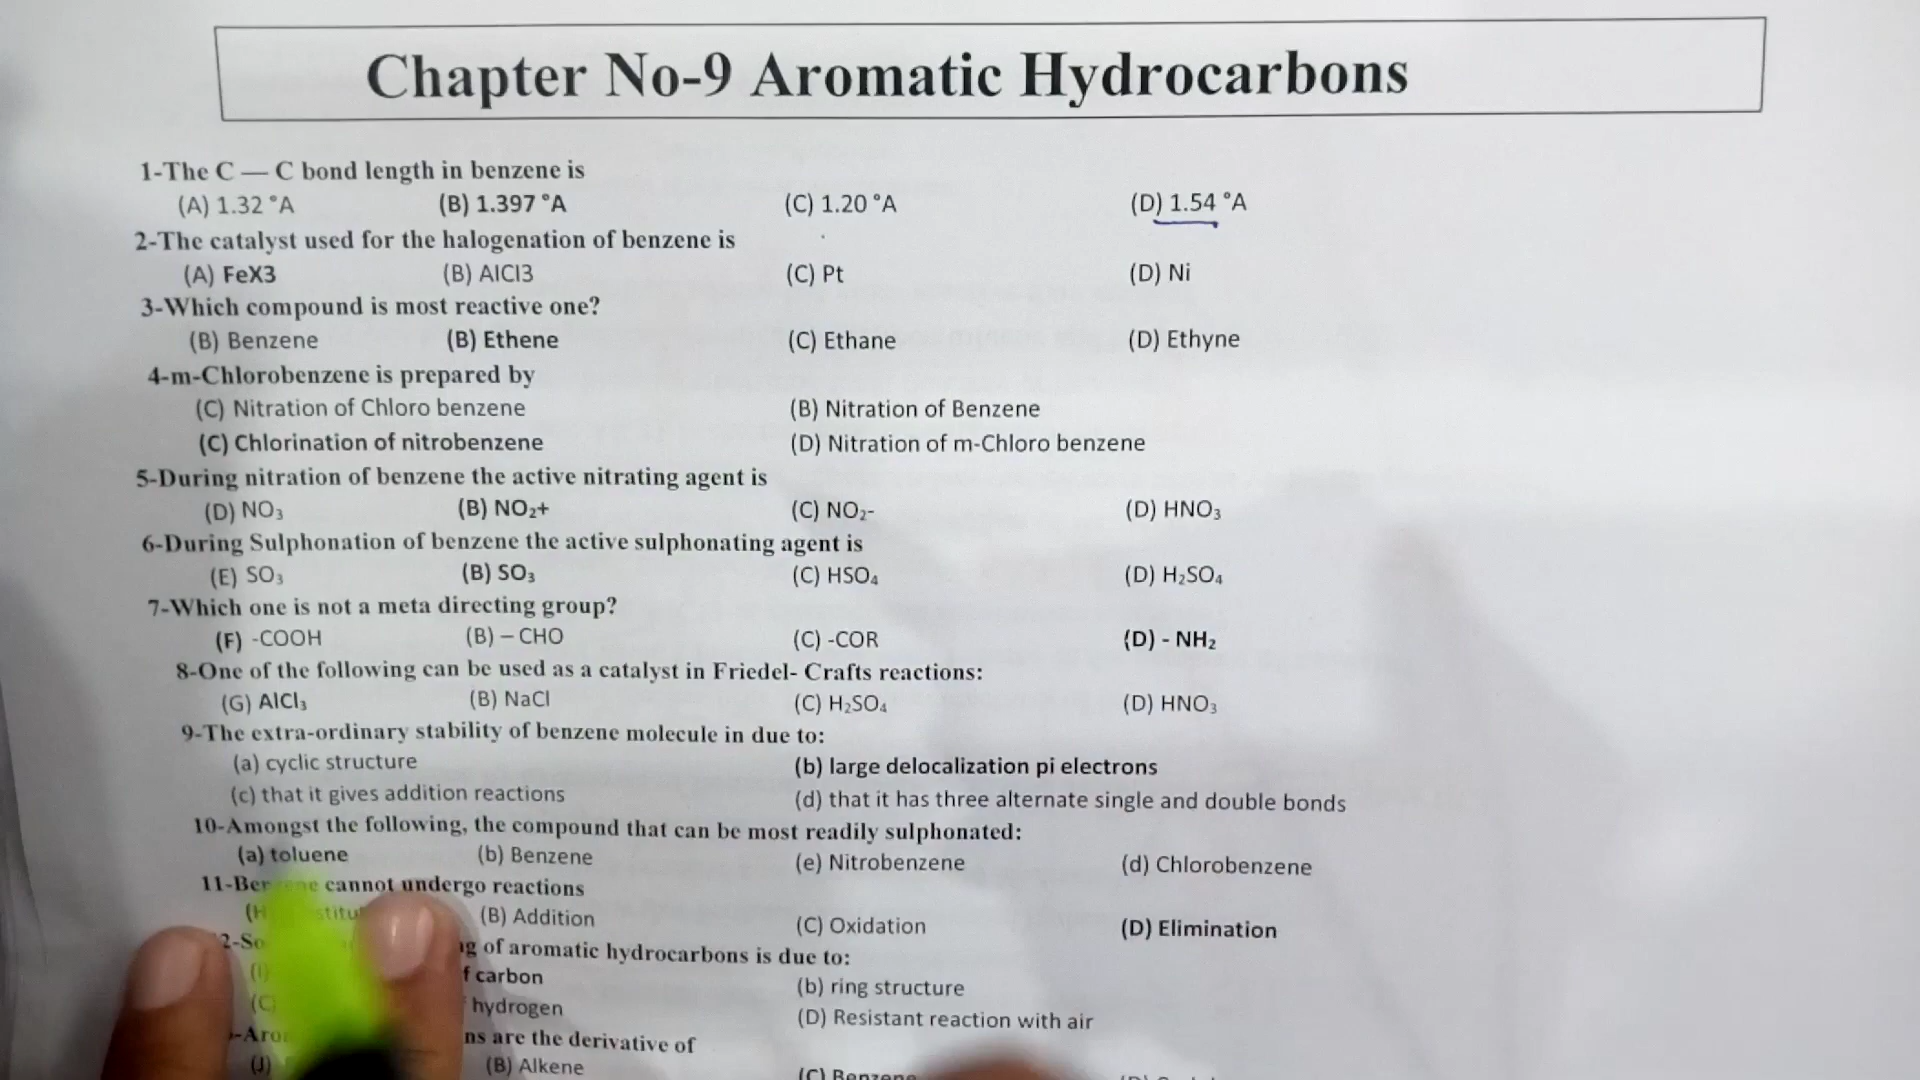 Chapter No-9 Aromatic Hydrocarbons
1-The C — C bond length in benzene is
(A) 1.32 °A (B) 1.397 °A (C) 1.20 °A (D) 1.54 °A
2-The catalyst used for the halogenation of benzene is
(A) FeX3 (B) AlCl3 (C) Pt (D) Ni
3-Which compound is most reactive one?
(B) Benzene (B) Ethene (C) Ethane (D) Ethyne
4-m-Chlorobenzene is prepared by
(C) Nitration of Chloro benzene (B) Nitration of Benzene
(C) Chlorination of nitrobenzene (D) Nitration of m-Chloro benzene
5-During nitration of benzene the active nitrating agent is
(D) NO₃ (B) NO₂+ (C) NO₂- (D) HNO₃
6-During Sulphonation of benzene the active sulphonating agent is
(E) SO₃ (B) SO₃ (C) HSO₄ (D) H₂SO₄
7-Which one is not a meta directing group?
(F) -COOH (B) – CHO (C) -COR (D) - NH₂
8-One of the following can be used as a catalyst in Friedel- Crafts reactions:
(G) AlCl₃ (B) NaCl (C) H₂SO₄ (D) HNO₃
9-The extra-ordinary stability of benzene molecule in due to:
(a) cyclic structure (b) large delocalization pi electrons
(c) that it gives addition reactions (d) that it has three alternate single and double bonds
10-Amongst the following, the compound that can be most readily sulphonated:
(a) toluene (b) Benzene (e) Nitrobenzene (d) Chlorobenzene
cannot undergo reactions
(B) Addition (C) Oxidation (D) Elimination
of aromatic hydrocarbons is due to:
carbon (b) ring structure
hydrogen (D) Resistant reaction with air
are the derivative of
(J) (B) Alkene (C) Benzene